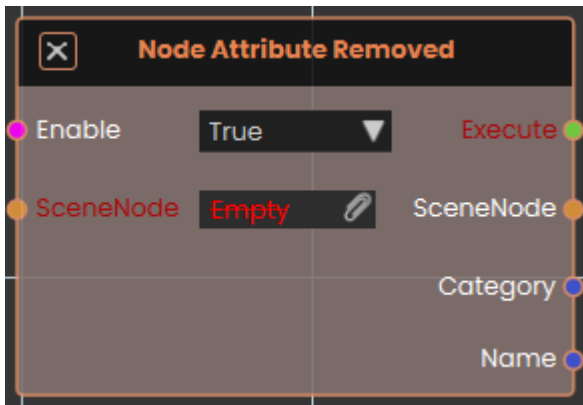 Node Attribute Removed
Enable True Execute
SceneNode Empty SceneNode
Category
Name